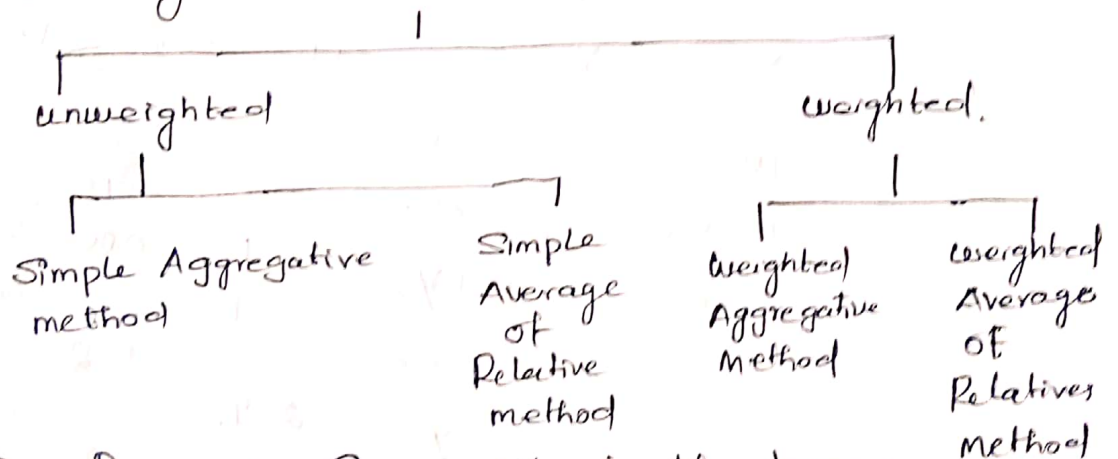 unweighted
weighted.
Simple Aggregative
method
Simple
Average
of
Relative
method
weighted
Aggregative
Method
weighted
Average
of
Relatives
Method